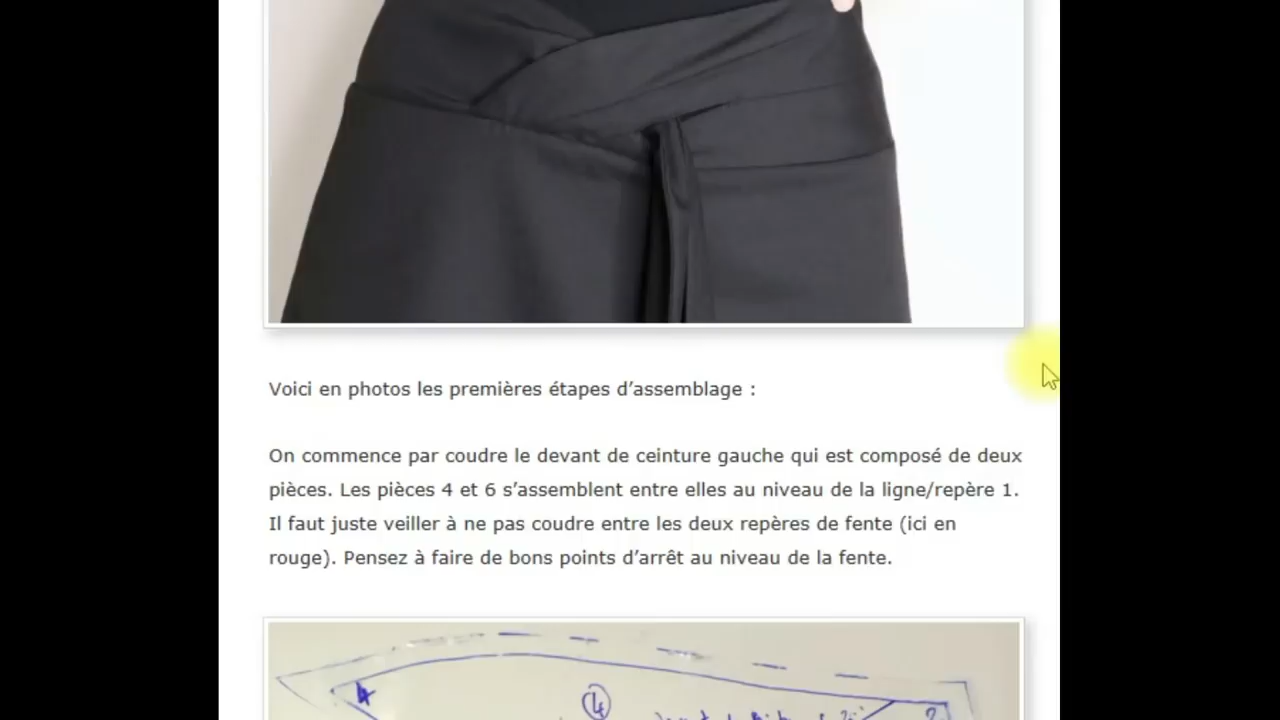 Voici en photos les premières étapes d’assemblage :
On commence par coudre le devant de ceinture gauche qui est composé de deux
pièces. Les pièces 4 et 6 s’assemblent entre elles au niveau de la ligne/repère 1.
Il faut juste veiller à ne pas coudre entre les deux repères de fente (ici en
rouge). Pensez à faire de bons points d’arrêt au niveau de la fente.
4
4